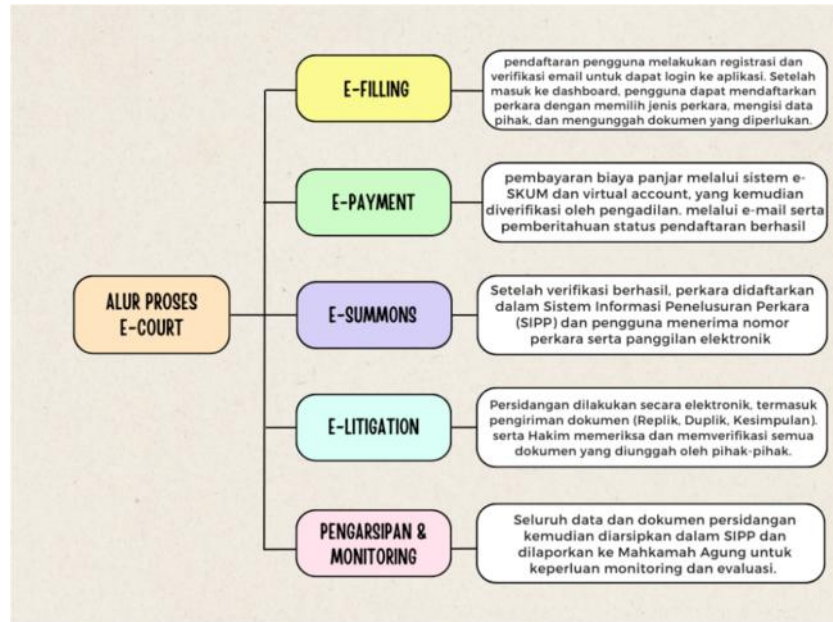 ALUR PROSES
E-COURT
E-FILLING
pendaftaran pengguna melakukan registrasi dan
verifikasi email untuk dapat login ke aplikasi. Setelah
masuk ke dashboard, pengguna dapat mendaftarkan
perkara dengan memilih jenis perkara, mengisi data
pihak, dan mengunggah dokumen yang diperlukan.
E-PAYMENT
pembayaran biaya panjar melalui sistem e-
SKUM dan virtual account, yang kemudian
diverifikasi oleh pengadilan. melalui e-mail serta
pemberitahuan status pendaftaran berhasil
E-SUMMONS
Setelah verifikasi berhasil, perkara didaftarkan
dalam Sistem Informasi Penelusuran Perkara
(SIPP) dan pengguna menerima nomor
perkara serta panggilan elektronik
E-LITIGATION
Persidangan dilakukan secara elektronik, termasuk
pengiriman dokumen (Replik, Duplik, Kesimpulan).
serta Hakim memeriksa dan memverifikasi semua
dokumen yang diunggah oleh pihak-pihak.
PENGARSIPAN &
MONITORING
Seluruh data dan dokumen persidangan
kemudian diarsipkan dalam SIPP dan
dilaporkan ke Mahkamah Agung untuk
keperluan monitoring dan evaluasi.